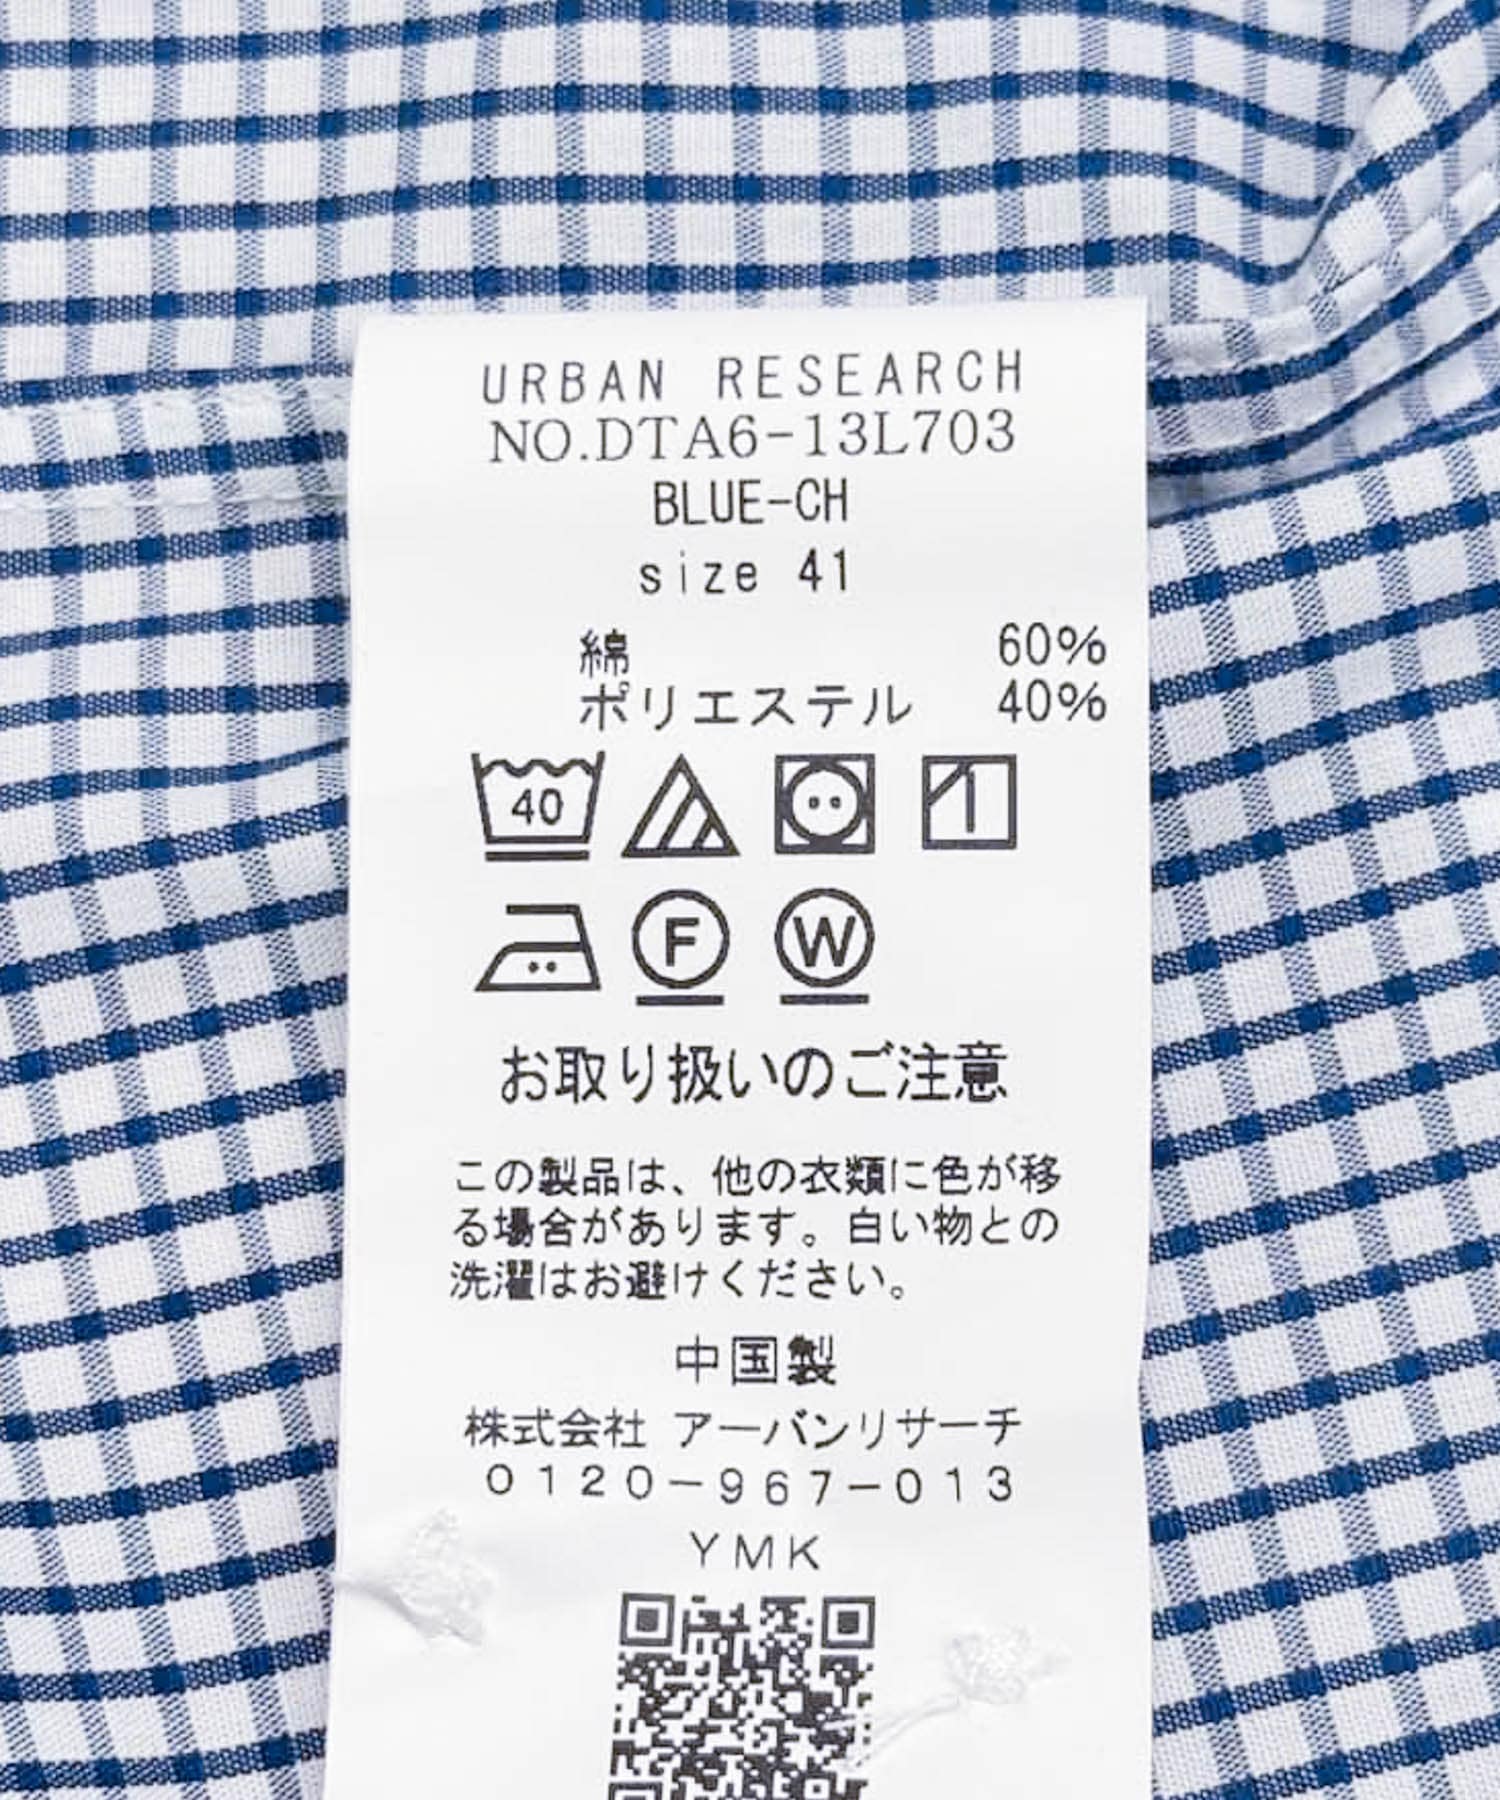 URBAN RESEARCH
NO.DTA6-13L703
BLUE-CH
size 41
綿 60%
ポリエステル 40%
40
F W
お取り扱いのご注意
この製品は、他の衣類に色が移
る場合があります。白い物との
洗濯はお避けください。
中国製
株式会社 アーバンリサーチ
0120-967-013
YMK